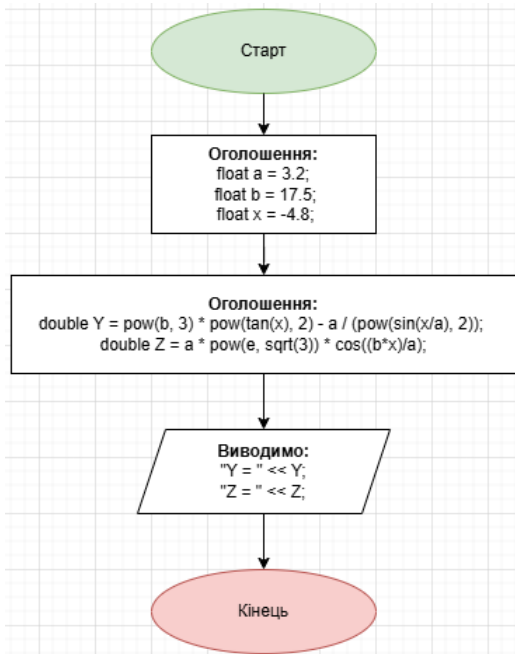 Старт
Оголошення:
float a = 3.2;
float b = 17.5;
float x = -4.8;
Оголошення:
double Y = pow(b, 3) * pow(tan(x), 2) - a / (pow(sin(x/a), 2));
double Z = a * pow(e, sqrt(3)) * cos((b*x)/a);
Виводимо:
"Y = " << Y;
"Z = " << Z;
Кінець